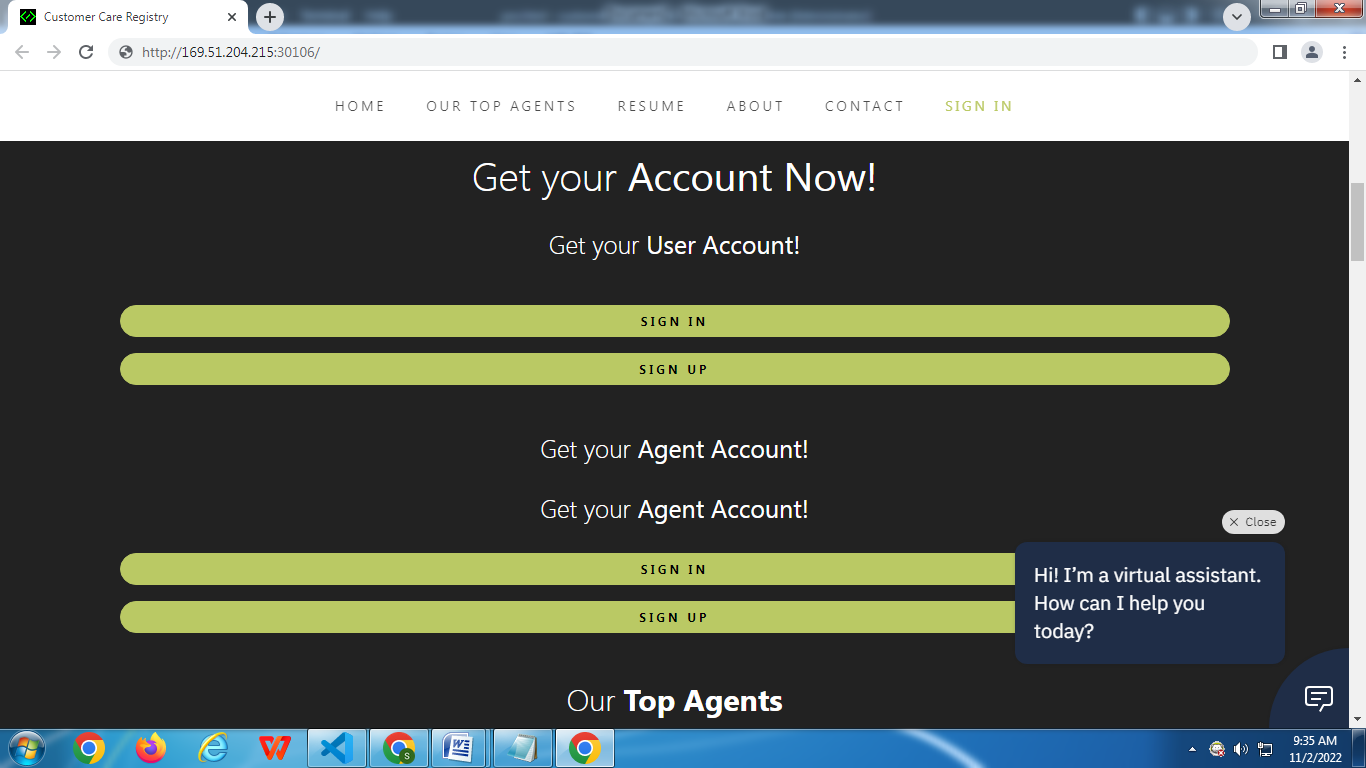 Customer Care Registry
http://169.51.204.215:30106/
HOME OUR TOP AGENTS RESUME ABOUT CONTACT SIGN IN
Get your Account Now!
Get your User Account!
SIGN IN
SIGN UP
Get your Agent Account!
Get your Agent Account!
SIGN IN
SIGN UP
Close
Hi! I'm a virtual assistant.
How can I help you
today?
Our Top Agents
S
W
9:35 AM
11/2/2022